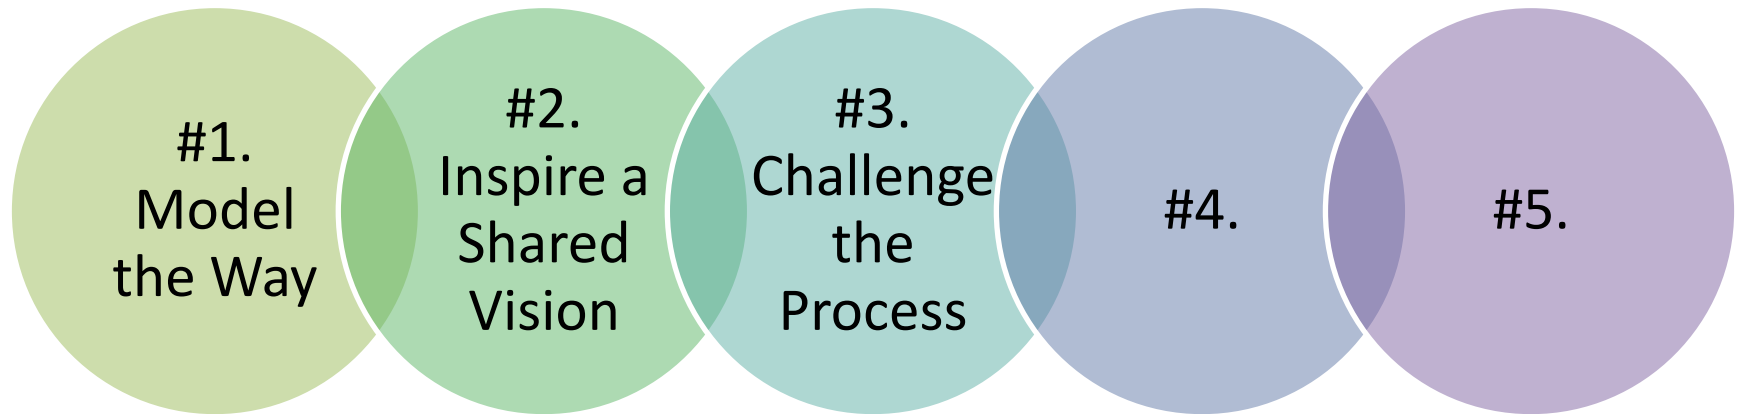 #1.
Model
the Way
#2.
Inspire a
Shared
Vision
#3.
Challenge
the
Process
#4.
#5.